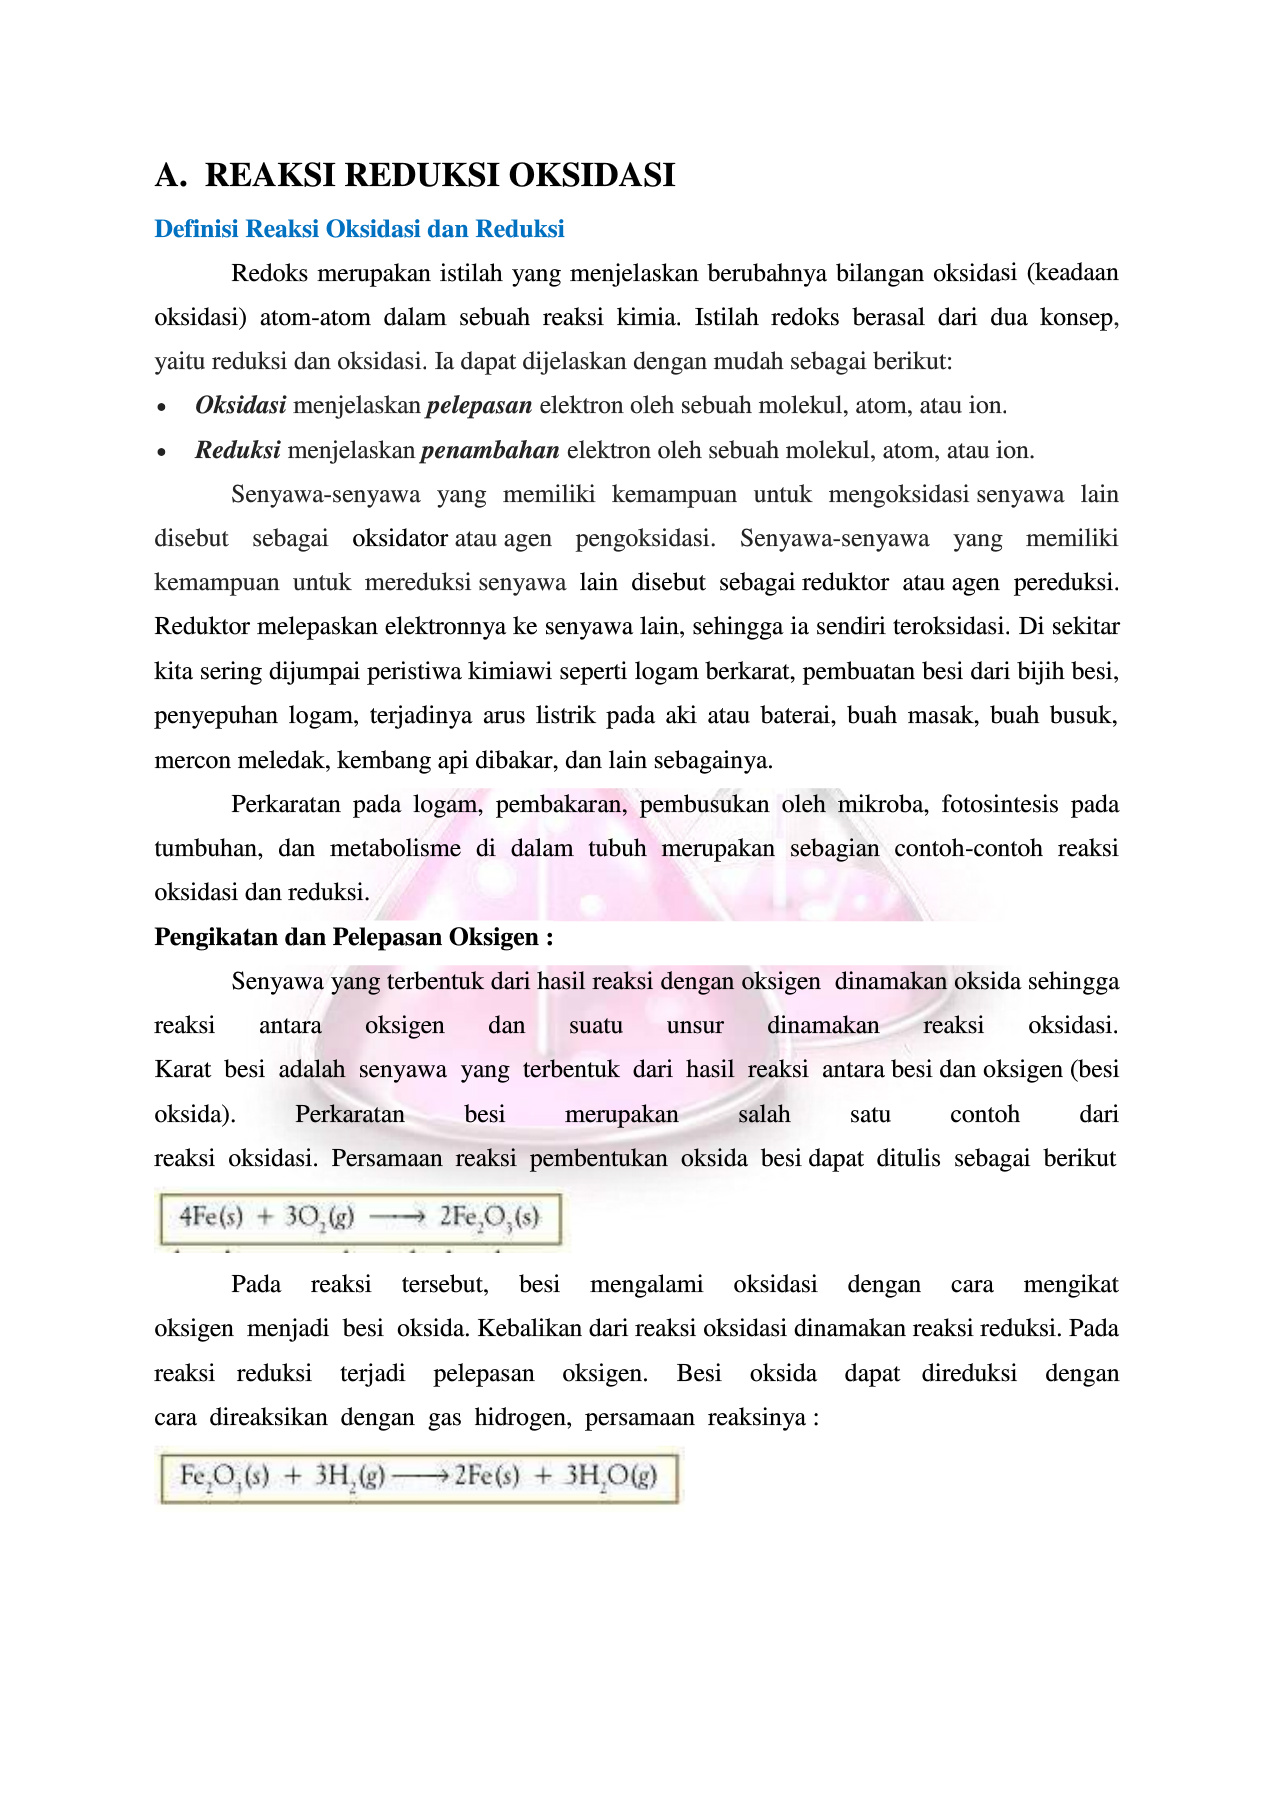 A. REAKSI REDUKSI OKSIDASI
Definisi Reaksi Oksidasi dan Reduksi
Redoks merupakan istilah yang menjelaskan berubahnya bilangan oksidasi (keadaan
oksidasi) atom-atom dalam sebuah reaksi kimia. Istilah redoks berasal dari dua konsep,
yaitu reduksi dan oksidasi. Ia dapat dijelaskan dengan mudah sebagai berikut:
• Oksidasi menjelaskan pelepasan elektron oleh sebuah molekul, atom, atau ion.
• Reduksi menjelaskan penambahan elektron oleh sebuah molekul, atom, atau ion.
Senyawa-senyawa yang memiliki kemampuan untuk mengoksidasi senyawa lain
disebut sebagai oksidator atau agen pengoksidasi. Senyawa-senyawa yang memiliki
kemampuan untuk mereduksi senyawa lain disebut sebagai reduktor atau agen pereduksi.
Reduktor melepaskan elektronnya ke senyawa lain, sehingga ia sendiri teroksidasi. Di sekitar
kita sering dijumpai peristiwa kimiawi seperti logam berkarat, pembuatan besi dari bijih besi,
penyepuhan logam, terjadinya arus listrik pada aki atau baterai, buah masak, buah busuk,
mercon meledak, kembang api dibakar, dan lain sebagainya.
Perkaratan pada logam, pembakaran, pembusukan oleh mikroba, fotosintesis pada
tumbuhan, dan metabolisme di dalam tubuh merupakan sebagian contoh-contoh reaksi
oksidasi dan reduksi.
Pengikatan dan Pelepasan Oksigen :
Senyawa yang terbentuk dari hasil reaksi dengan oksigen dinamakan oksida sehingga
reaksi antara oksigen dan suatu unsur dinamakan reaksi oksidasi.
Karat besi adalah senyawa yang terbentuk dari hasil reaksi antara besi dan oksigen (besi
oksida). Perkaratan besi merupakan salah satu contoh dari
reaksi oksidasi. Persamaan reaksi pembentukan oksida besi dapat ditulis sebagai berikut
4Fe(s) + 3O₂(g) ⟶ 2Fe₂O₃(s)
Pada reaksi tersebut, besi mengalami oksidasi dengan cara mengikat
oksigen menjadi besi oksida. Kebalikan dari reaksi oksidasi dinamakan reaksi reduksi. Pada
reaksi reduksi terjadi pelepasan oksigen. Besi oksida dapat direduksi dengan
cara direaksikan dengan gas hidrogen, persamaan reaksinya :
Fe₂O₃(s) + 3H₂(g) ⟶ 2Fe(s) + 3H₂O(g)